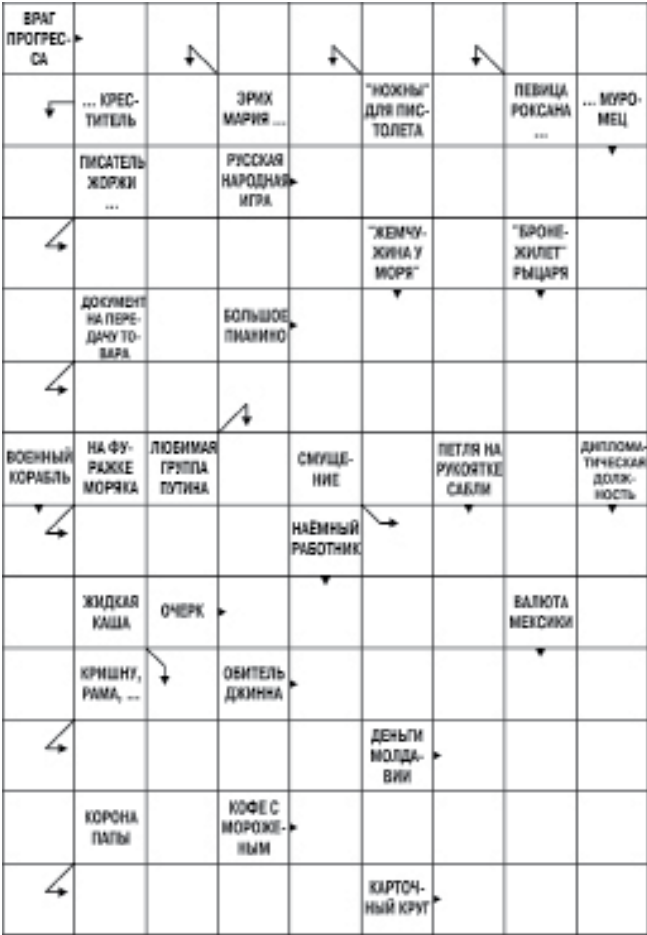 ВРАГ
ПРОГРЕС-
СА
... КРЕС-
ТИТЕЛЬ
ЭРИХ
МАРИЯ ...
"НОЖНЫ"
ДЛЯ ПИС-
ТОЛЕТА
ПЕВИЦА
РОКСАНА
...
... МУРО-
МЕЦ
ПИСАТЕЛЬ
ЖОРЖИ
...
РУССКАЯ
НАРОДНАЯ
ИГРА
"ЖЕМЧУ-
ЖИНА У
МОРЯ"
"БРОНЕ-
ЖИЛЕТ"
РЫЦАРЯ
ДОКУМЕНТ
НА ПЕРЕ-
ДАЧУ ТО-
ВАРА
БОЛЬШОЕ
ПИАНИНО
ВОЕННЫЙ
КОРАБЛЬ
НА ФУ-
РАЖКЕ
МОРЯКА
ЛЮБИМАЯ
ГРУППА
ПУТИНА
СМУЩЕ-
НИЕ
ПЕТЛЯ НА
РУКОЯТКЕ
САБЛИ
ДИПЛОМА-
ТИЧЕСКАЯ
ДОЛЖ-
НОСТЬ
НАЁМНЫЙ
РАБОТНИК
ЖИДКАЯ
КАША
ОЧЕРК
ВАЛЮТА
МЕКСИКИ
КРИШНУ,
РАМА, ...
ОБИТЕЛЬ
ДЖИННА
ДЕНЬГИ
МОЛДА-
ВИИ
КОРОНА
ПАПЫ
КОФЕ С
МОРОЖЕ-
НЫМ
КАРТОЧ-
НЫЙ КРУГ